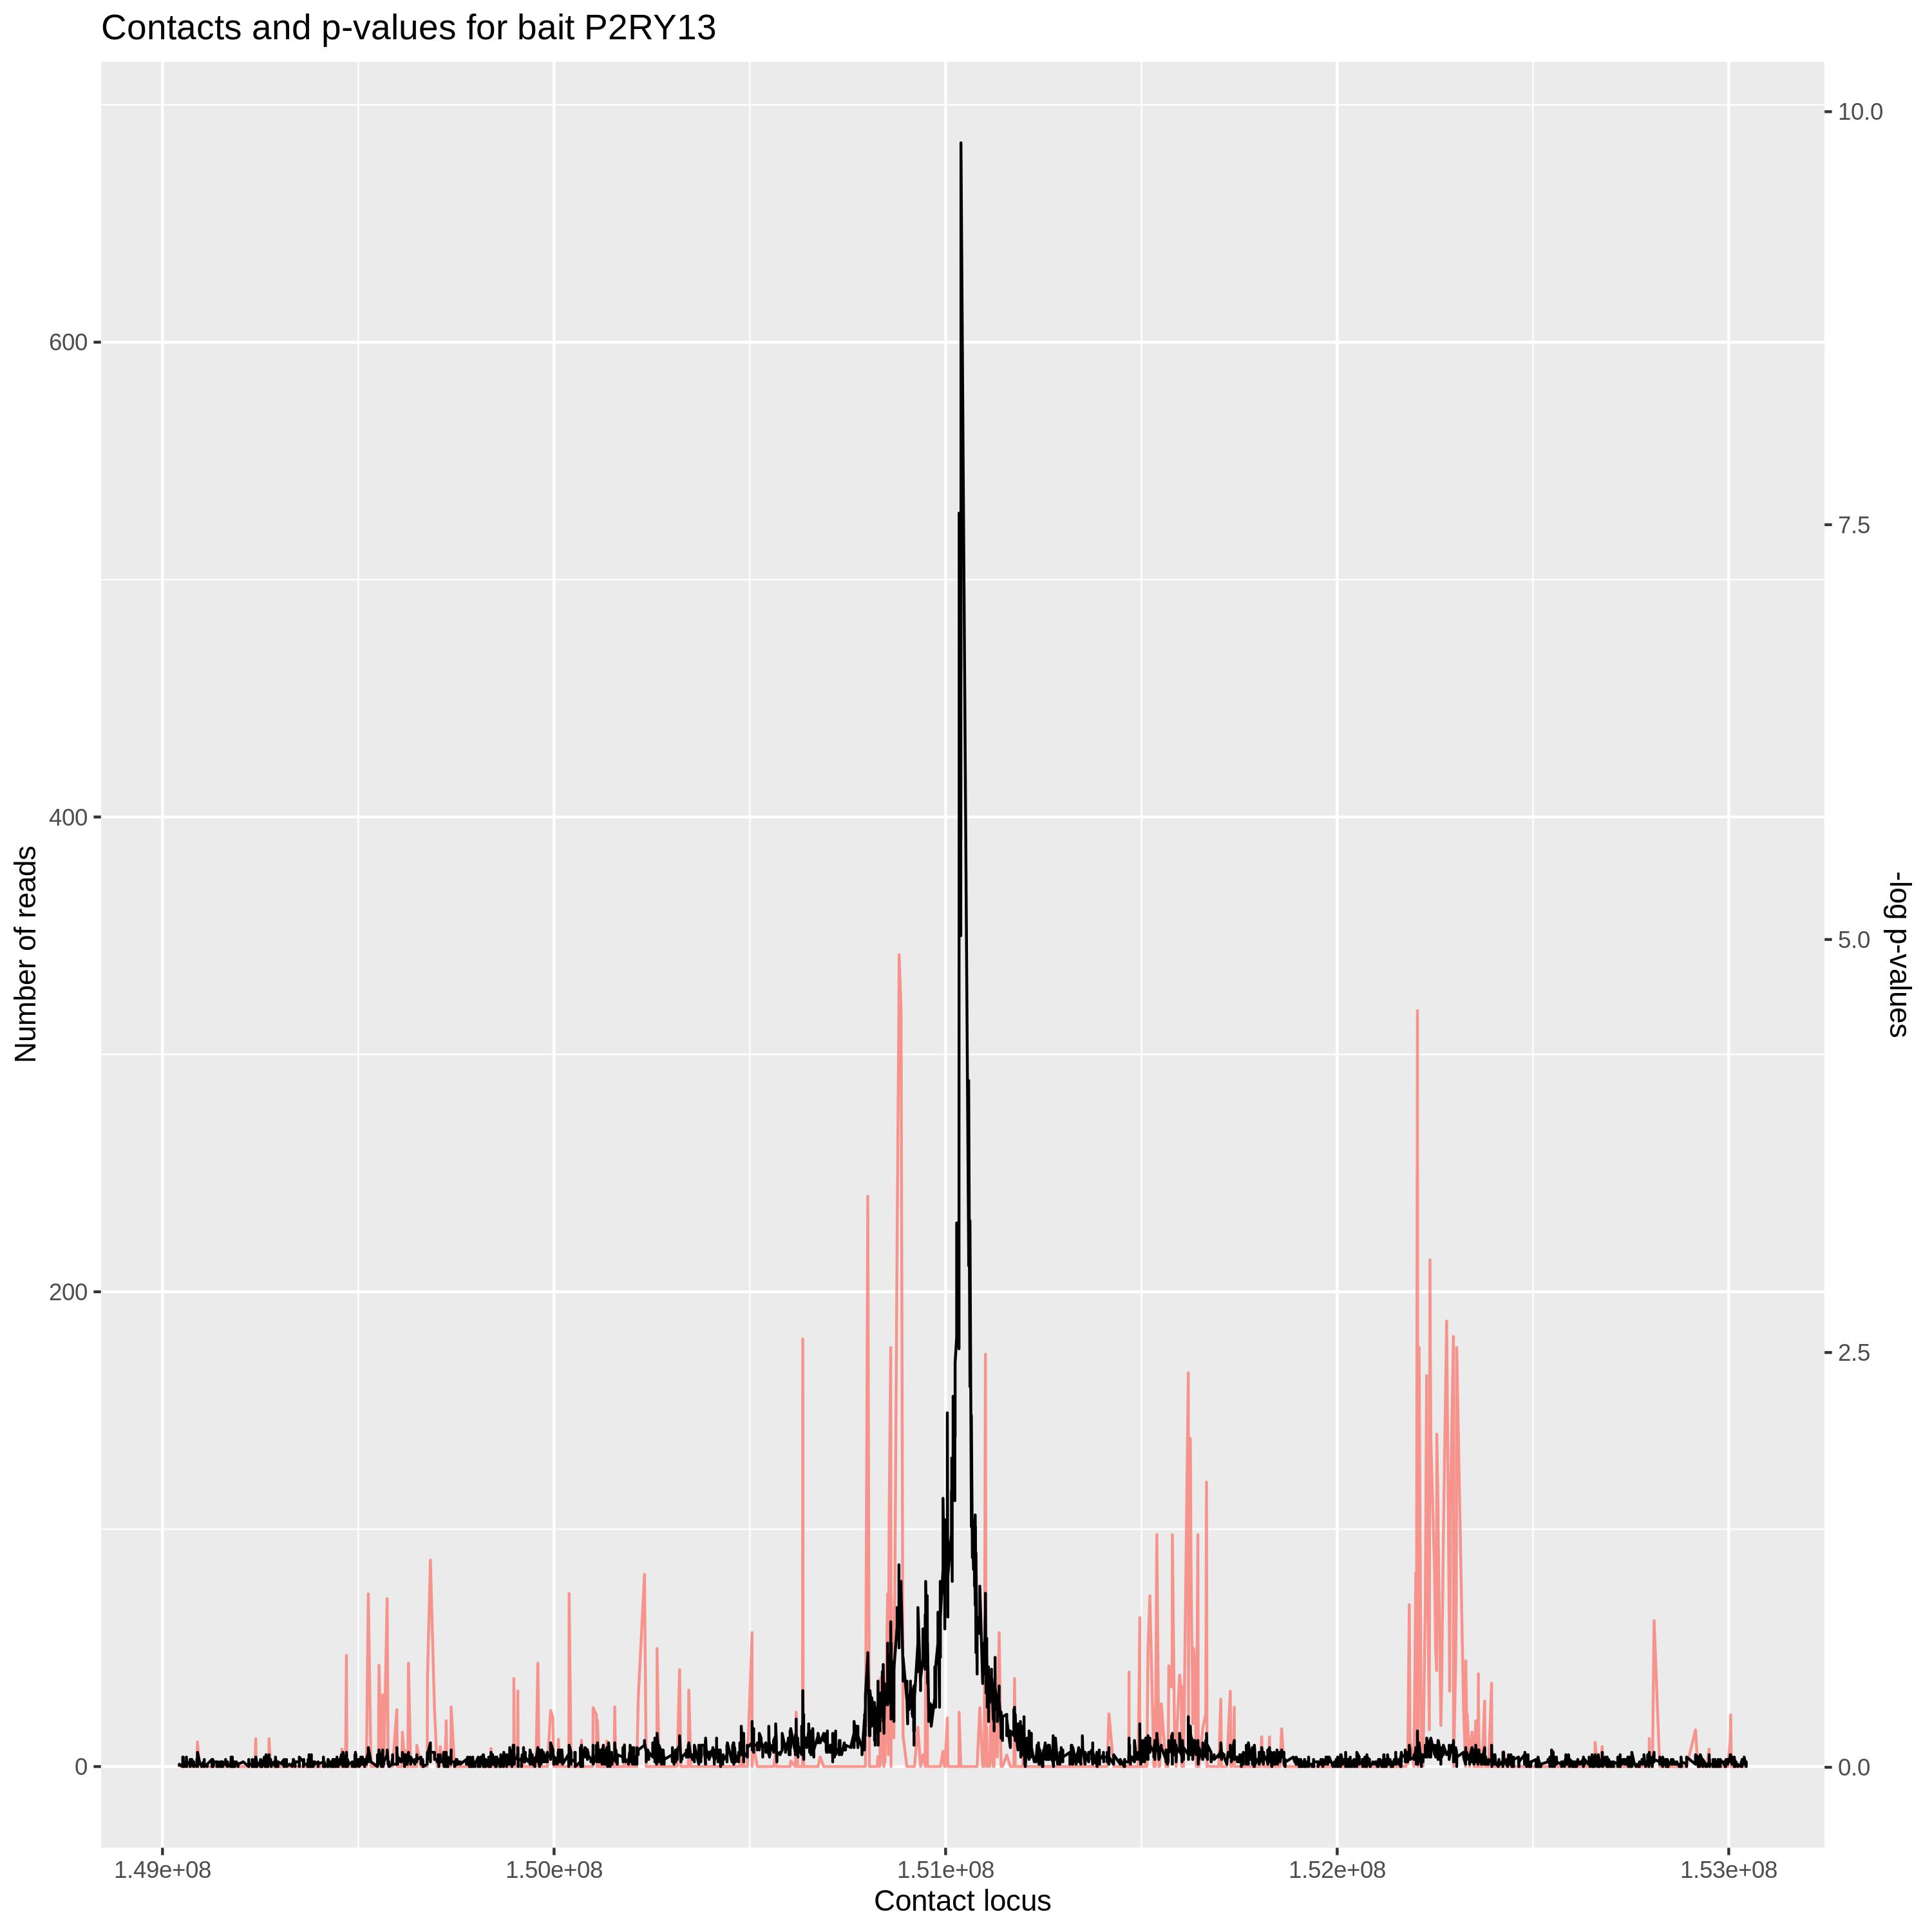 Contacts and p-values for bait P2RY13
10.0
600
7.5
400
5.0
Number of reads
-log p-values
200
2.5
0
0.0
1.49e+08 1.50e+08 1.51e+08 1.52e+08 1.53e+08
Contact locus